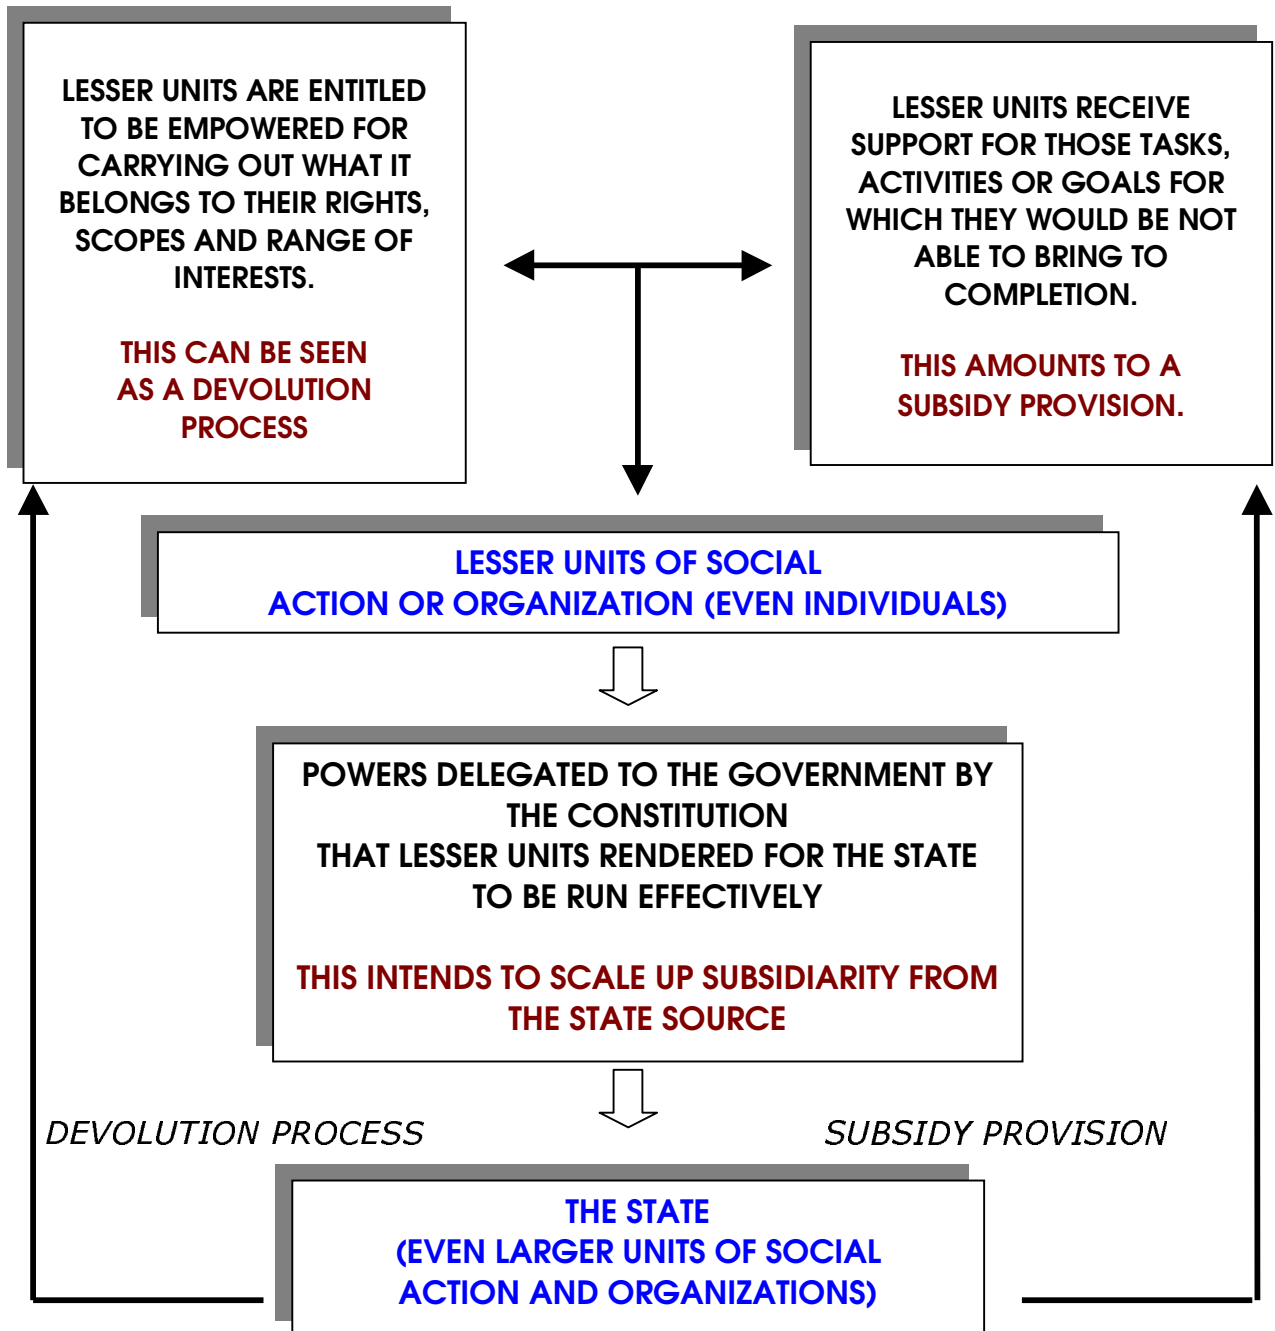 LESSER UNITS ARE ENTITLED
TO BE EMPOWERED FOR
CARRYING OUT WHAT IT
BELONGS TO THEIR RIGHTS,
SCOPES AND RANGE OF
INTERESTS.
THIS CAN BE SEEN
AS A DEVOLUTION
PROCESS
LESSER UNITS RECEIVE
SUPPORT FOR THOSE TASKS,
ACTIVITIES OR GOALS FOR
WHICH THEY WOULD BE NOT
ABLE TO BRING TO
COMPLETION.
THIS AMOUNTS TO A
SUBSIDY PROVISION.
LESSER UNITS OF SOCIAL
ACTION OR ORGANIZATION (EVEN INDIVIDUALS)
POWERS DELEGATED TO THE GOVERNMENT BY
THE CONSTITUTION
THAT LESSER UNITS RENDERED FOR THE STATE
TO BE RUN EFFECTIVELY
THIS INTENDS TO SCALE UP SUBSIDIARITY FROM
THE STATE SOURCE
DEVOLUTION PROCESS
SUBSIDY PROVISION
THE STATE
(EVEN LARGER UNITS OF SOCIAL
ACTION AND ORGANIZATIONS)